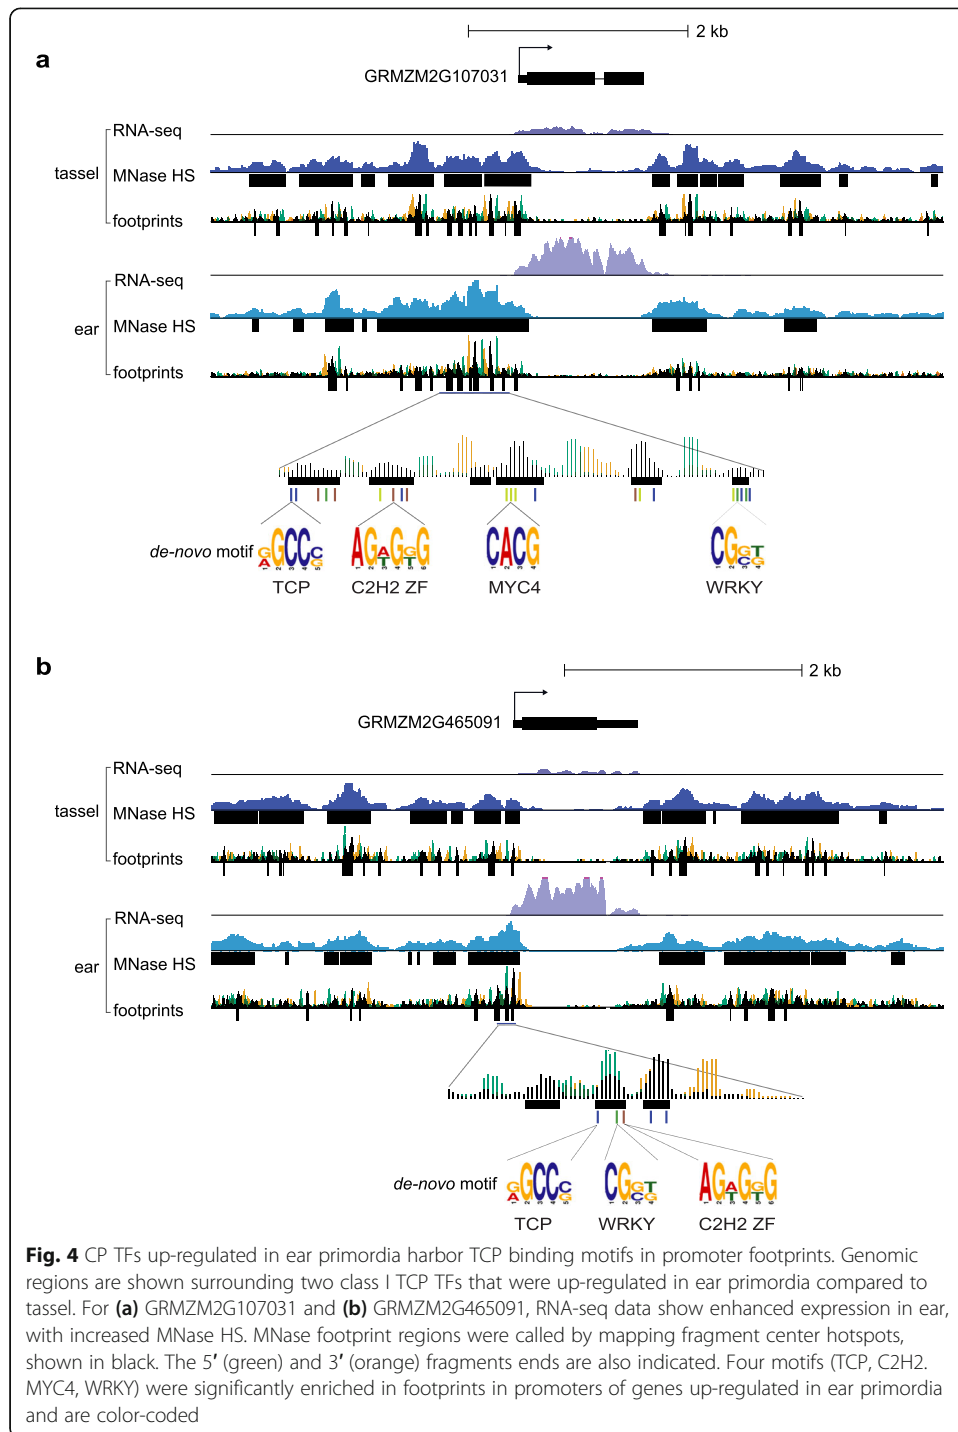 a
2 kb
GRMZM2G107031
RNA-seq
tassel
MNase HS
footprints
RNA-seq
ear
MNase HS
footprints
de-novo motif
TCP
C2H2 ZF
MYC4
WRKY
b
2 kb
GRMZM2G465091
RNA-seq
tassel
MNase HS
footprints
RNA-seq
ear
MNase HS
footprints
de-novo motif
TCP
WRKY
C2H2 ZF
Fig. 4 CP TFs up-regulated in ear primordia harbor TCP binding motifs in promoter footprints. Genomic
regions are shown surrounding two class I TCP TFs that were up-regulated in ear primordia compared to
tassel. For (a) GRMZM2G107031 and (b) GRMZM2G465091, RNA-seq data show enhanced expression in ear,
with increased MNase HS. MNase footprint regions were called by mapping fragment center hotspots,
shown in black. The 5′ (green) and 3′ (orange) fragments ends are also indicated. Four motifs (TCP, C2H2.
MYC4, WRKY) were significantly enriched in footprints in promoters of genes up-regulated in ear primordia
and are color-coded